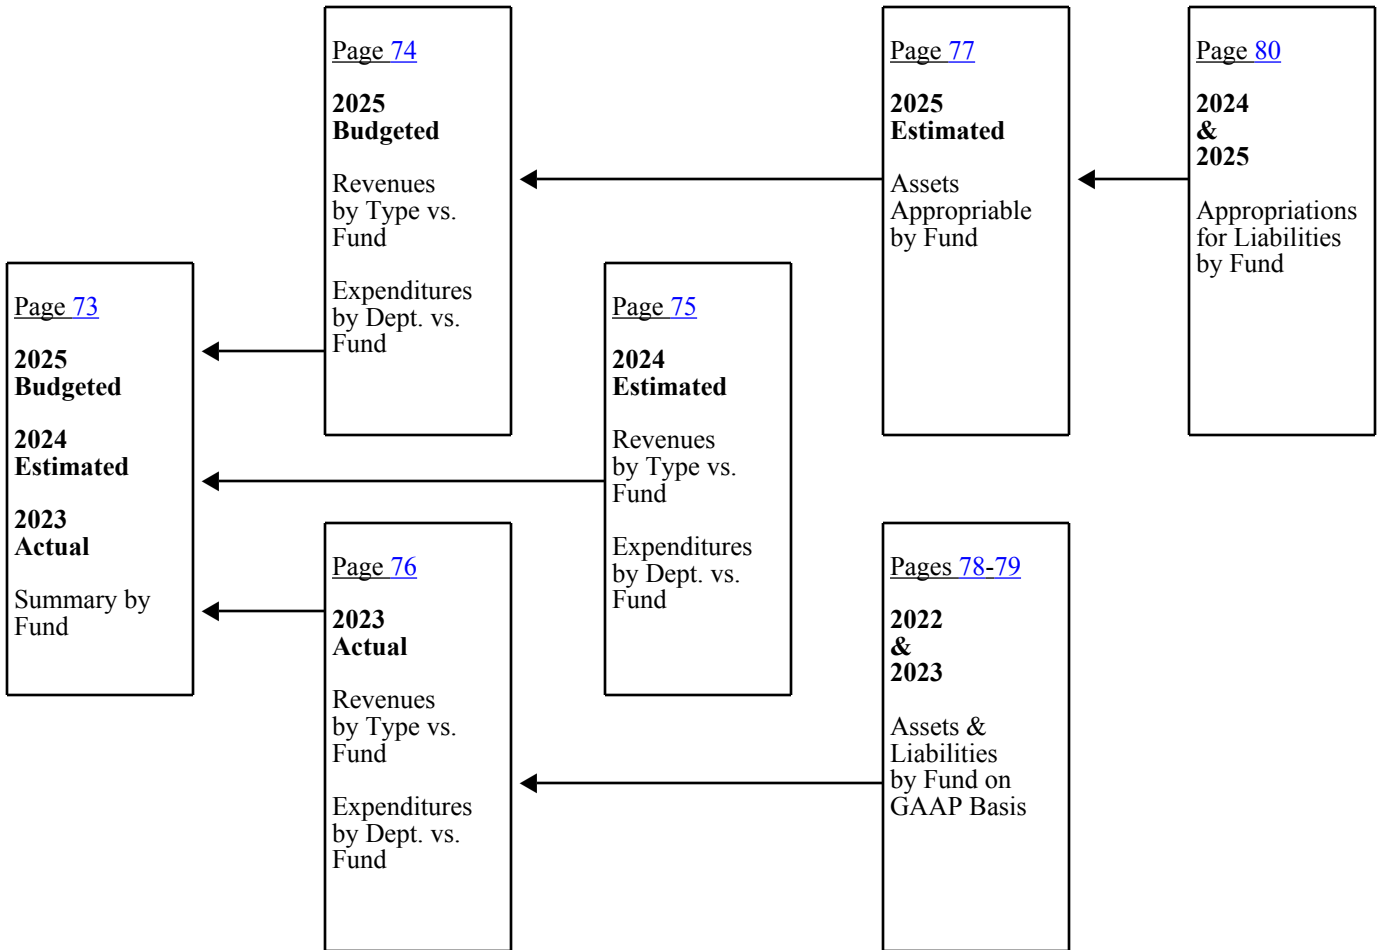 Page 74
2025
Budgeted
Revenues
by Type vs.
Fund
Expenditures
by Dept. vs.
Fund
Page 77
2025
Estimated
Assets
Appropriable
by Fund
Page 80
2024
&
2025
Appropriations
for Liabilities
by Fund
Page 73
2025
Budgeted
2024
Estimated
2023
Actual
Summary by
Fund
Page 75
2024
Estimated
Revenues
by Type vs.
Fund
Expenditures
by Dept. vs.
Fund
Page 76
2023
Actual
Revenues
by Type vs.
Fund
Expenditures
by Dept. vs.
Fund
Pages 78-79
2022
&
2023
Assets &
Liabilities
by Fund on
GAAP Basis